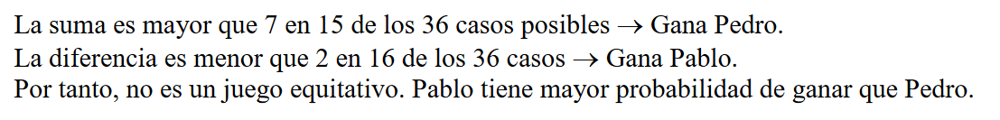 La suma es mayor que 7 en 15 de los 36 casos posibles → Gana Pedro.
La diferencia es menor que 2 en 16 de los 36 casos → Gana Pablo.
Por tanto, no es un juego equitativo. Pablo tiene mayor probabilidad de ganar que Pedro.